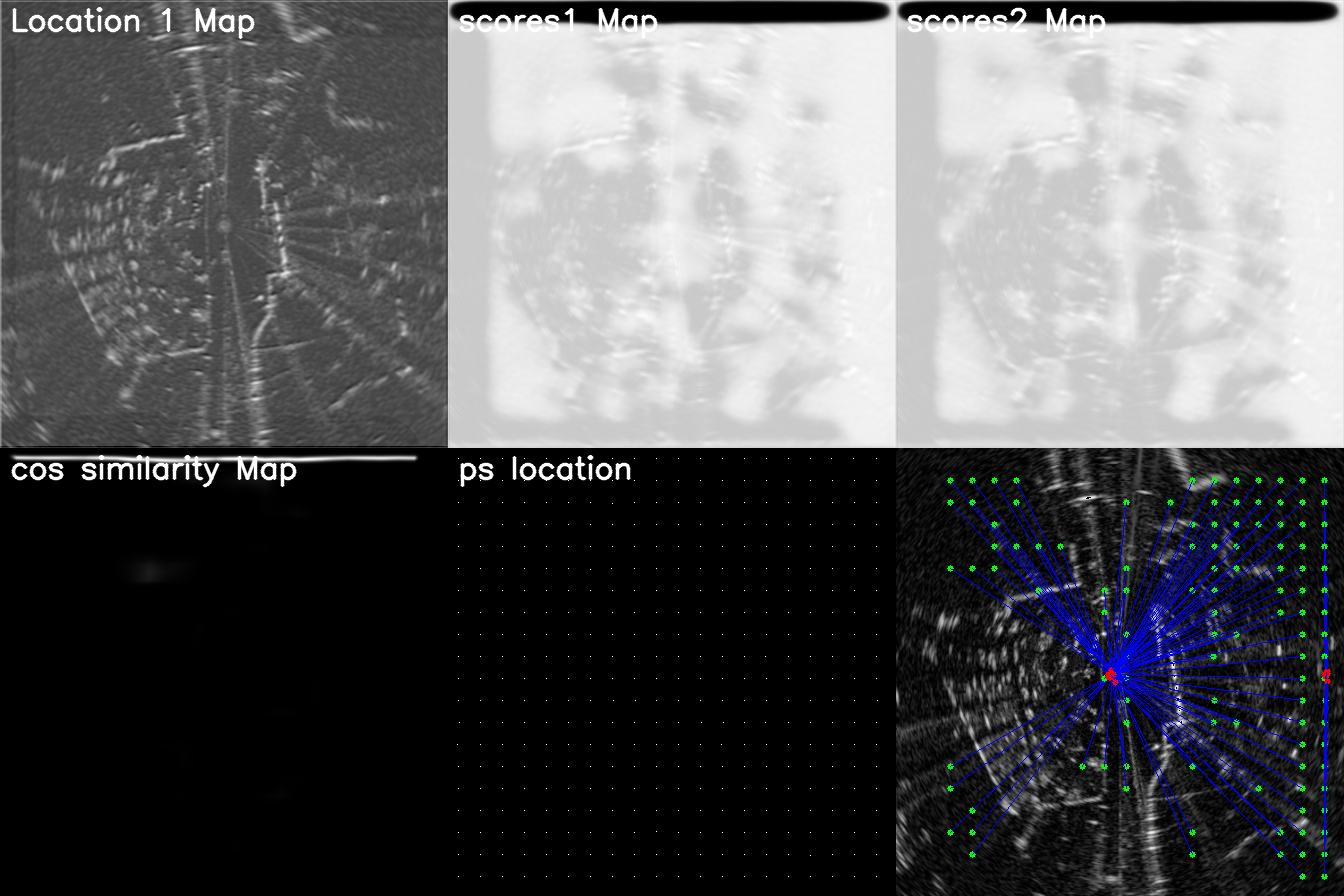 Location 1 Map
scores1 Map
scores2 Map
cos similarity Map
ps location